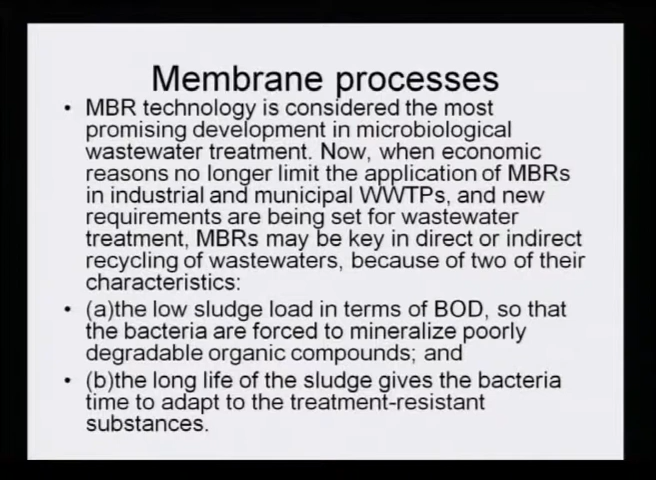 Membrane processes
• MBR technology is considered the most
promising development in microbiological
wastewater treatment. Now, when economic
reasons no longer limit the application of MBRs
in industrial and municipal WWTPs, and new
requirements are being set for wastewater
treatment, MBRs may be key in direct or indirect
recycling of wastewaters, because of two of their
characteristics:
• (a)the low sludge load in terms of BOD, so that
the bacteria are forced to mineralize poorly
degradable organic compounds; and
• (b)the long life of the sludge gives the bacteria
time to adapt to the treatment-resistant
substances.